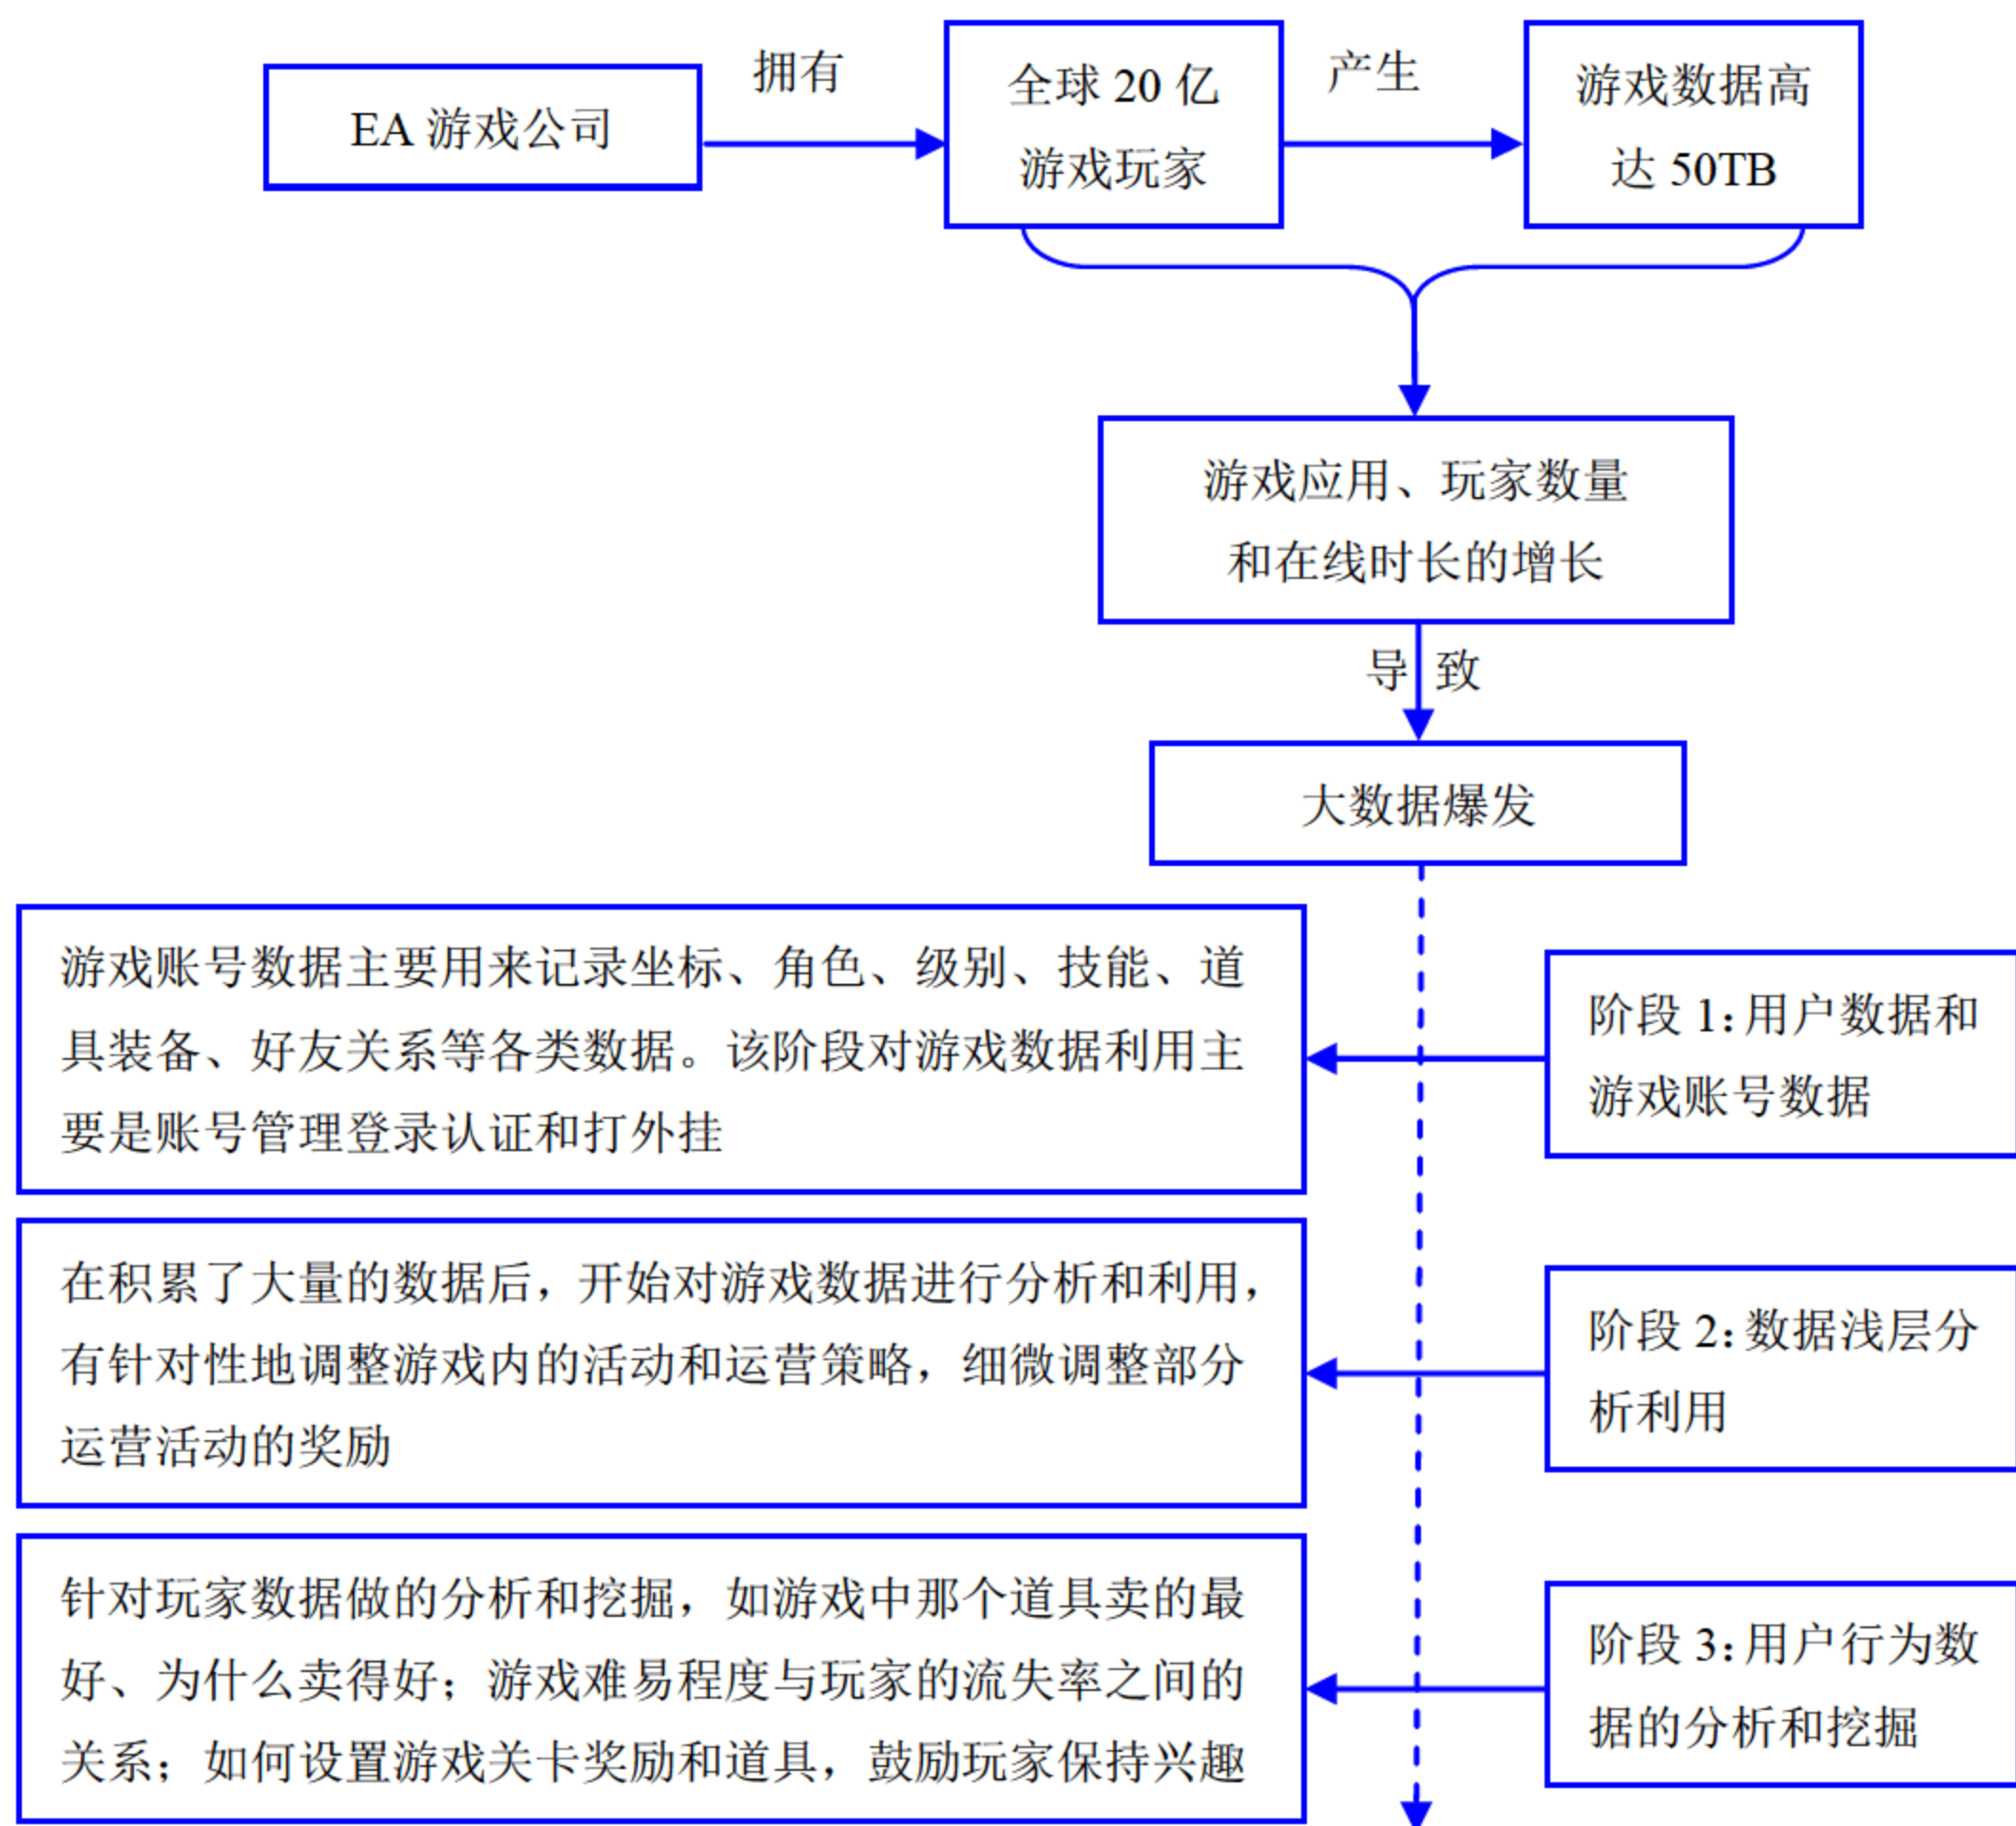 EA 游戏公司
拥有
全球 20 亿
游戏玩家
产生
游戏数据高
达 50TB
游戏应用、玩家数量
和在线时长的增长
导 致
大数据爆发
游戏账号数据主要用来记录坐标、角色、级别、技能、道
具装备、好友关系等各类数据。该阶段对游戏数据利用主
要是账号管理登录认证和打外挂
阶段 1：用户数据和
游戏账号数据
在积累了大量的数据后，开始对游戏数据进行分析和利用，
有针对性地调整游戏内的活动和运营策略，细微调整部分
运营活动的奖励
阶段 2：数据浅层分
析利用
针对玩家数据做的分析和挖掘，如游戏中那个道具卖的最
好、为什么卖得好；游戏难易程度与玩家的流失率之间的
关系；如何设置游戏关卡奖励和道具，鼓励玩家保持兴趣
阶段 3：用户行为数
据的分析和挖掘